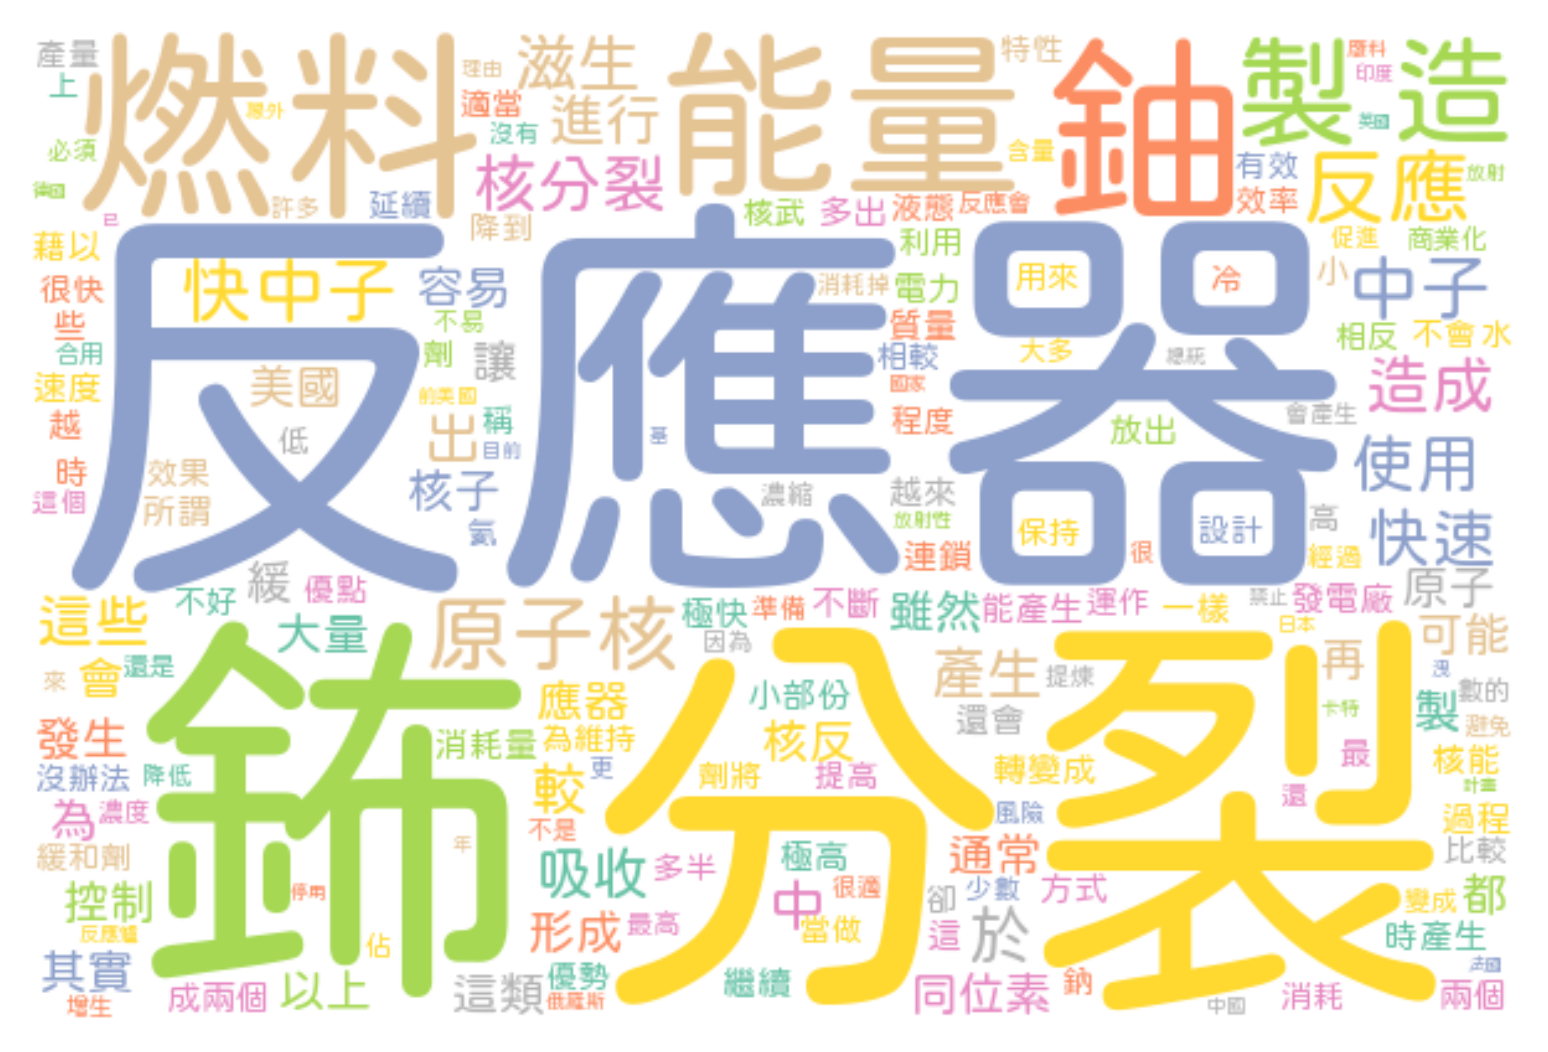 產量
上
燃料
理由
滋生
能量
特性
鈾
製造
廢料
印度
英國
必須
德國
屬外
適當
沒有
進行
含量
有效
反應
放射
許多
延續
核分裂
降到
核武
多出
液態
反應會
效率
已
藉以
很快
些
合用
速度
越
時
這個
反應器
快中子
容易
不易
劑
讓
美國
前美國
稱
低
出
目前
效果
所謂
核子
氦
消耗掉
利用
電力
質量
相較
國家
程度
基
濃縮
越來
放射性
連鎖
用來
冷
大多
總統
放出
保持
設計
很
促進
商業化
小
中子
相反
不會
水
造成
會產生
使用
高
快速
經過
緩
優點
不好
這些
大量
原子核
極快
準備
不斷
因為
雖然
能產生
運作
一樣
禁止
發電廠
日本
原子
來
會
還是
鈽
分裂
應器
小部份
產生
提煉
還會
再
可能
洩
數的
製
卡特
避免
發生
消耗量
為維持
核反
沒辦法
降低
較
更
劑將
提高
轉變成
最
核能
計畫
還
為
濃度
不是
風險
過程
緩和劑
年
吸收
多半
極高
通常
比較
控制
停用
很適
中
少數
方式
卻
變成
都
反應爐
佔
形成
最高
當做
這
於
時產生
其實
優勢
繼續
法國
增生
成兩個
以上
這類
俄羅斯
同位素
鈉
中國
消耗
兩個